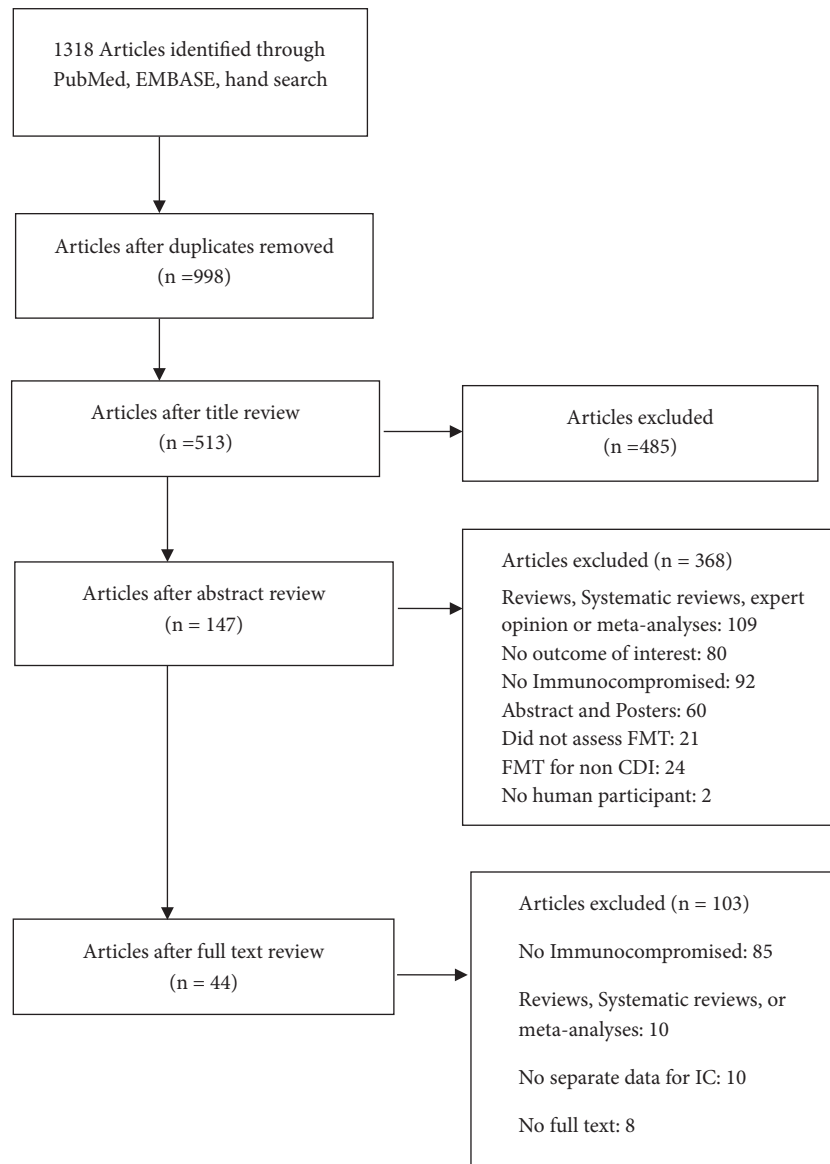 1318 Articles identified through
PubMed, EMBASE, hand search
Articles after duplicates removed
(n =998)
Articles after title review
(n =513)
Articles excluded
(n =485)
Articles after abstract review
(n = 147)
Articles excluded (n = 368)
Reviews, Systematic reviews, expert
opinion or meta-analyses: 109
No outcome of interest: 80
No Immunocompromised: 92
Abstract and Posters: 60
Did not assess FMT: 21
FMT for non CDI: 24
No human participant: 2
Articles after full text review
(n = 44)
Articles excluded (n = 103)
No Immunocompromised: 85
Reviews, Systematic reviews, or
meta-analyses: 10
No separate data for IC: 10
No full text: 8